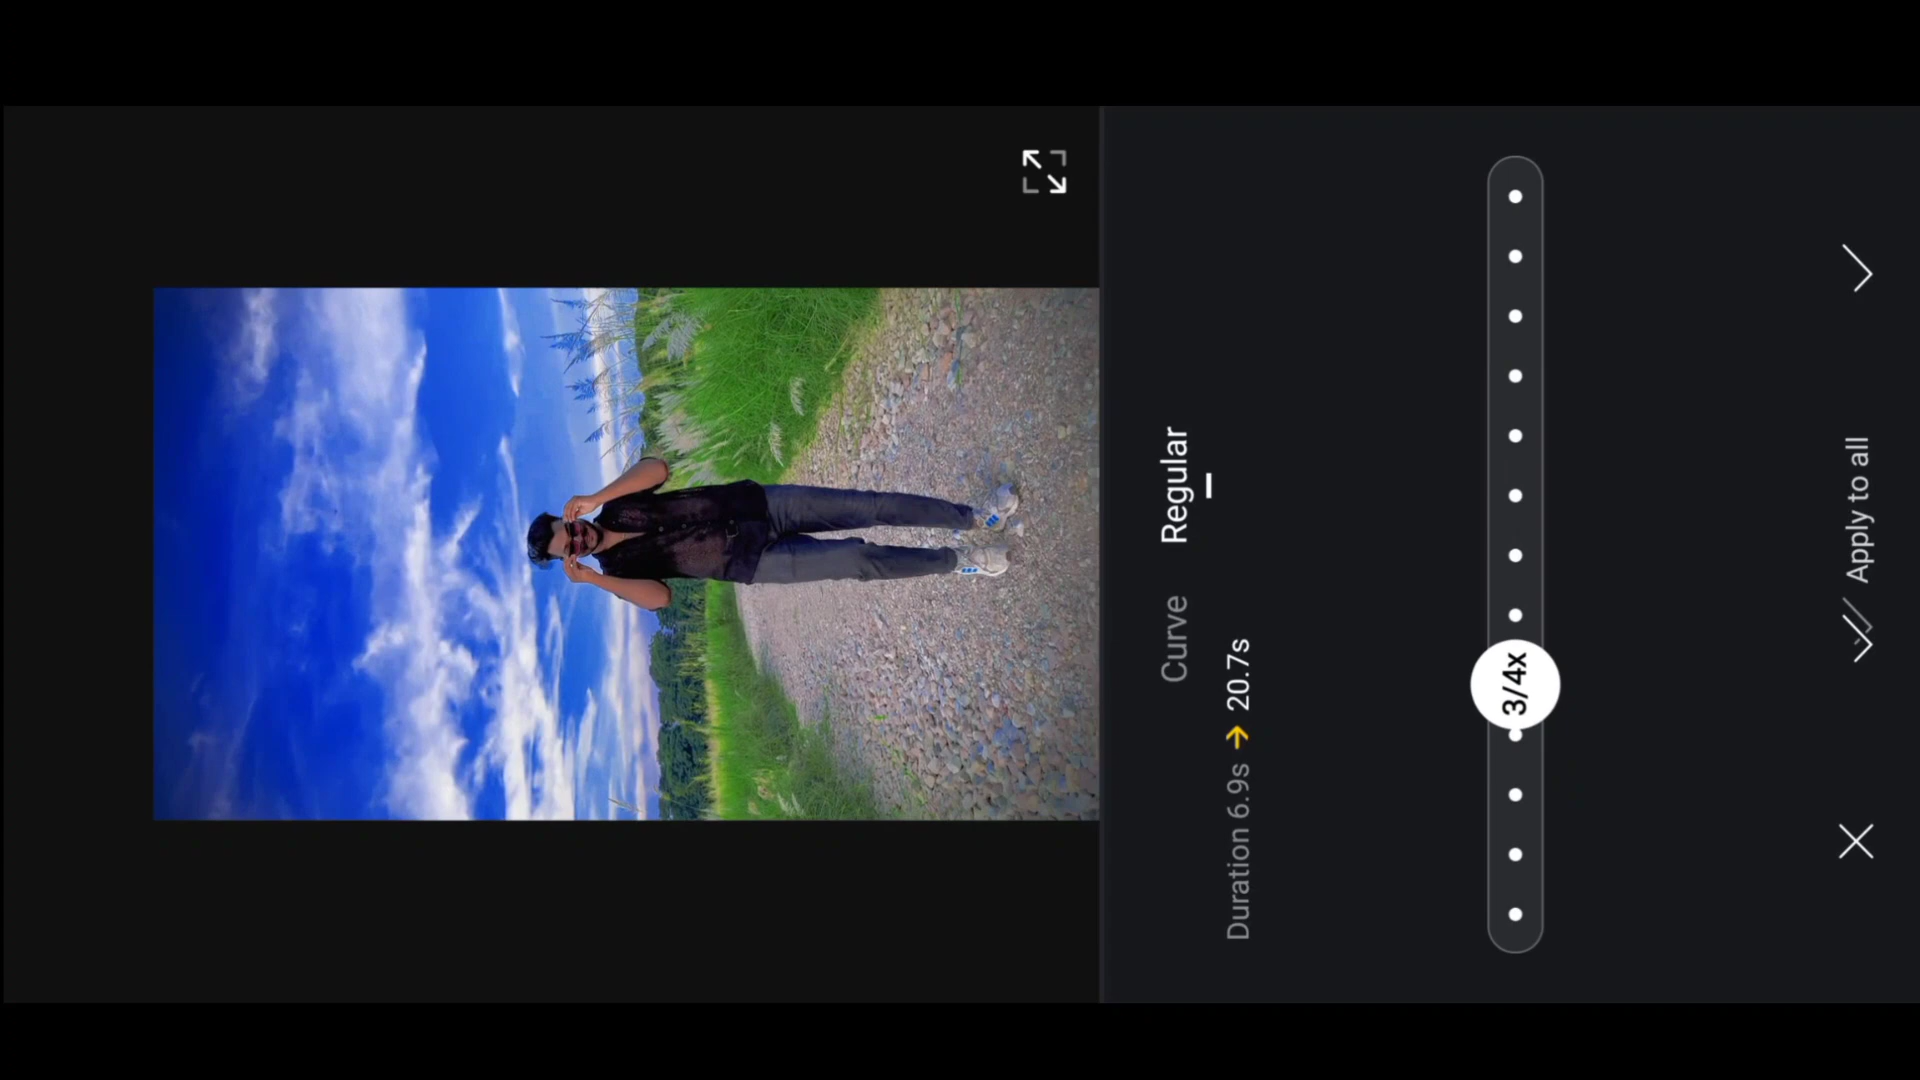 Curve Regular
Duration 6.9s → 20.7s
3/4x
Apply to all